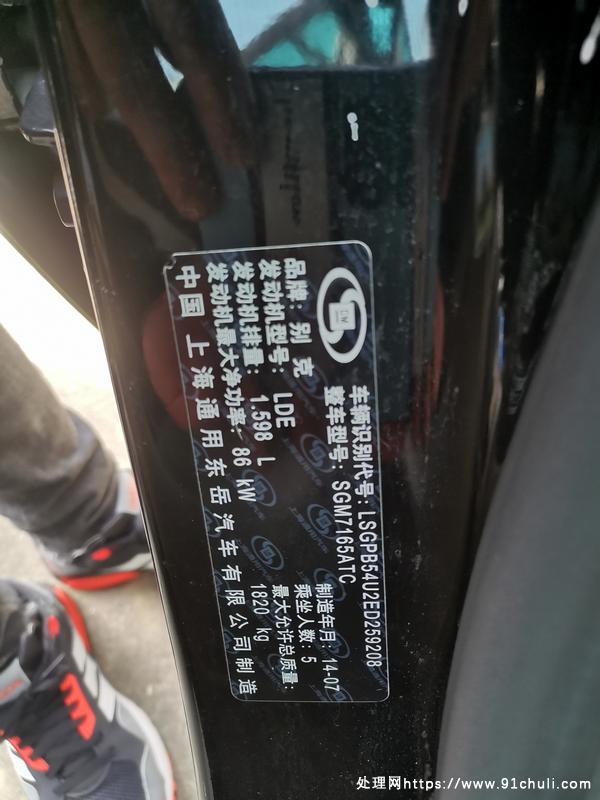 车辆识别代号: LSGPB54U2ED259208
整车型号: SGM7165ATC
品牌: 别克
制造年月: 14-07
发动机型号: LDE
乘坐人数: 5
发动机排量: 1.598 L
最大允许总质量:
发动机最大净功率: 86 kW
1820 kg
中国 上海通用东岳汽车有限公司制造
处理网https://www.91chuli.com/